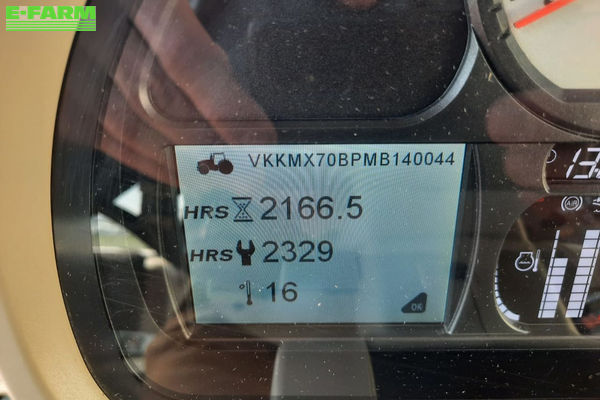 E-FARM
VKKMX70BPMB140044
HRS 2166.5
HRS 2329
° 16
OK